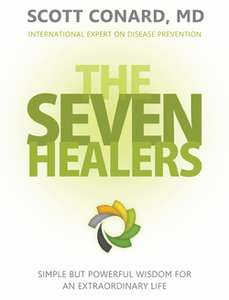 SCOTT CONARD, MD
INTERNATIONAL EXPERT ON DISEASE PREVENTION
THE
SEVEN
HEALERS
SIMPLE BUT POWERFUL WISDOM FOR
AN EXTRAORDINARY LIFE